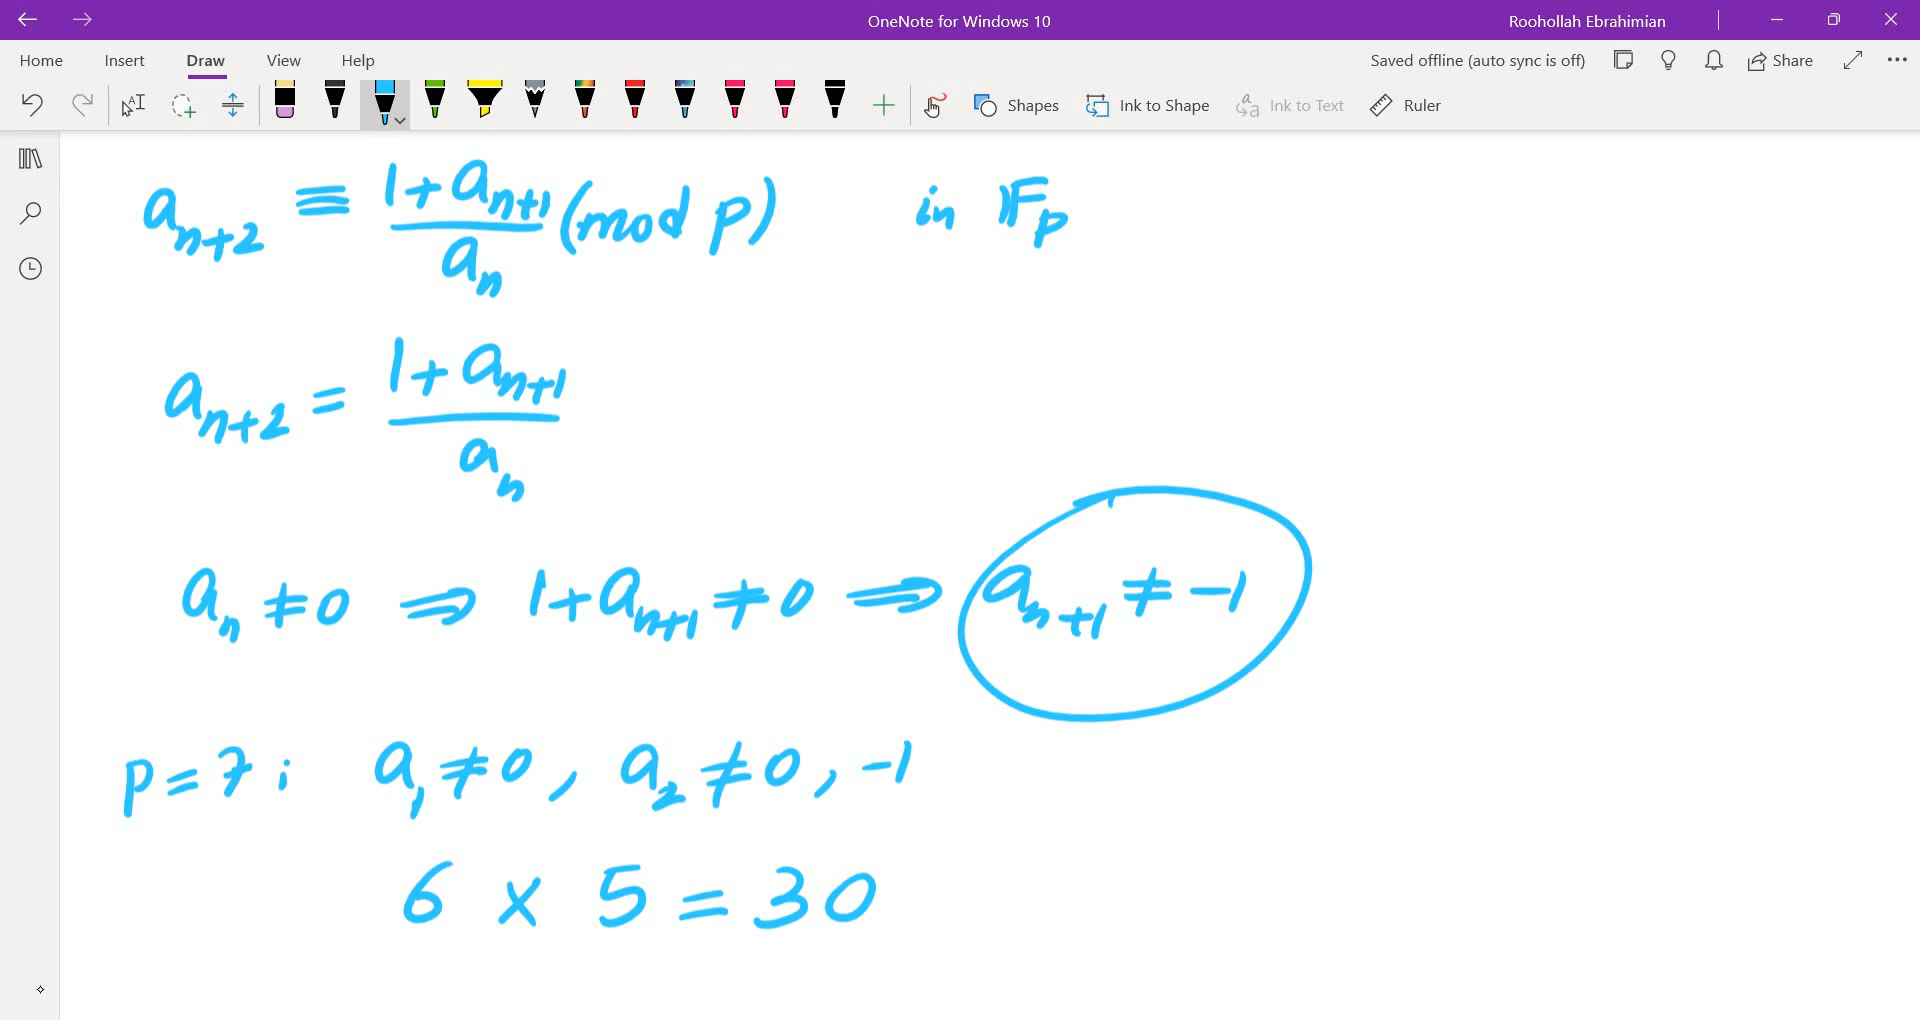 OneNote for Windows 10
Roohollah Ebrahimian
Home Insert Draw View Help
Saved offline (auto sync is off) Share
Shapes Ink to Shape Ink to Text Ruler
a_{n+2} ≡ \frac{1+a_{n+1}}{a_n} (mod p) in 𝔽_p
a_{n+2} = \frac{1+a_{n+1}}{a_n}
a_n ≠ 0 ⟹ 1+a_{n+1} ≠ 0 ⟹ a_{n+1} ≠ -1
p=7; a_1 ≠ 0, a_2 ≠ 0, -1
6 × 5 = 30